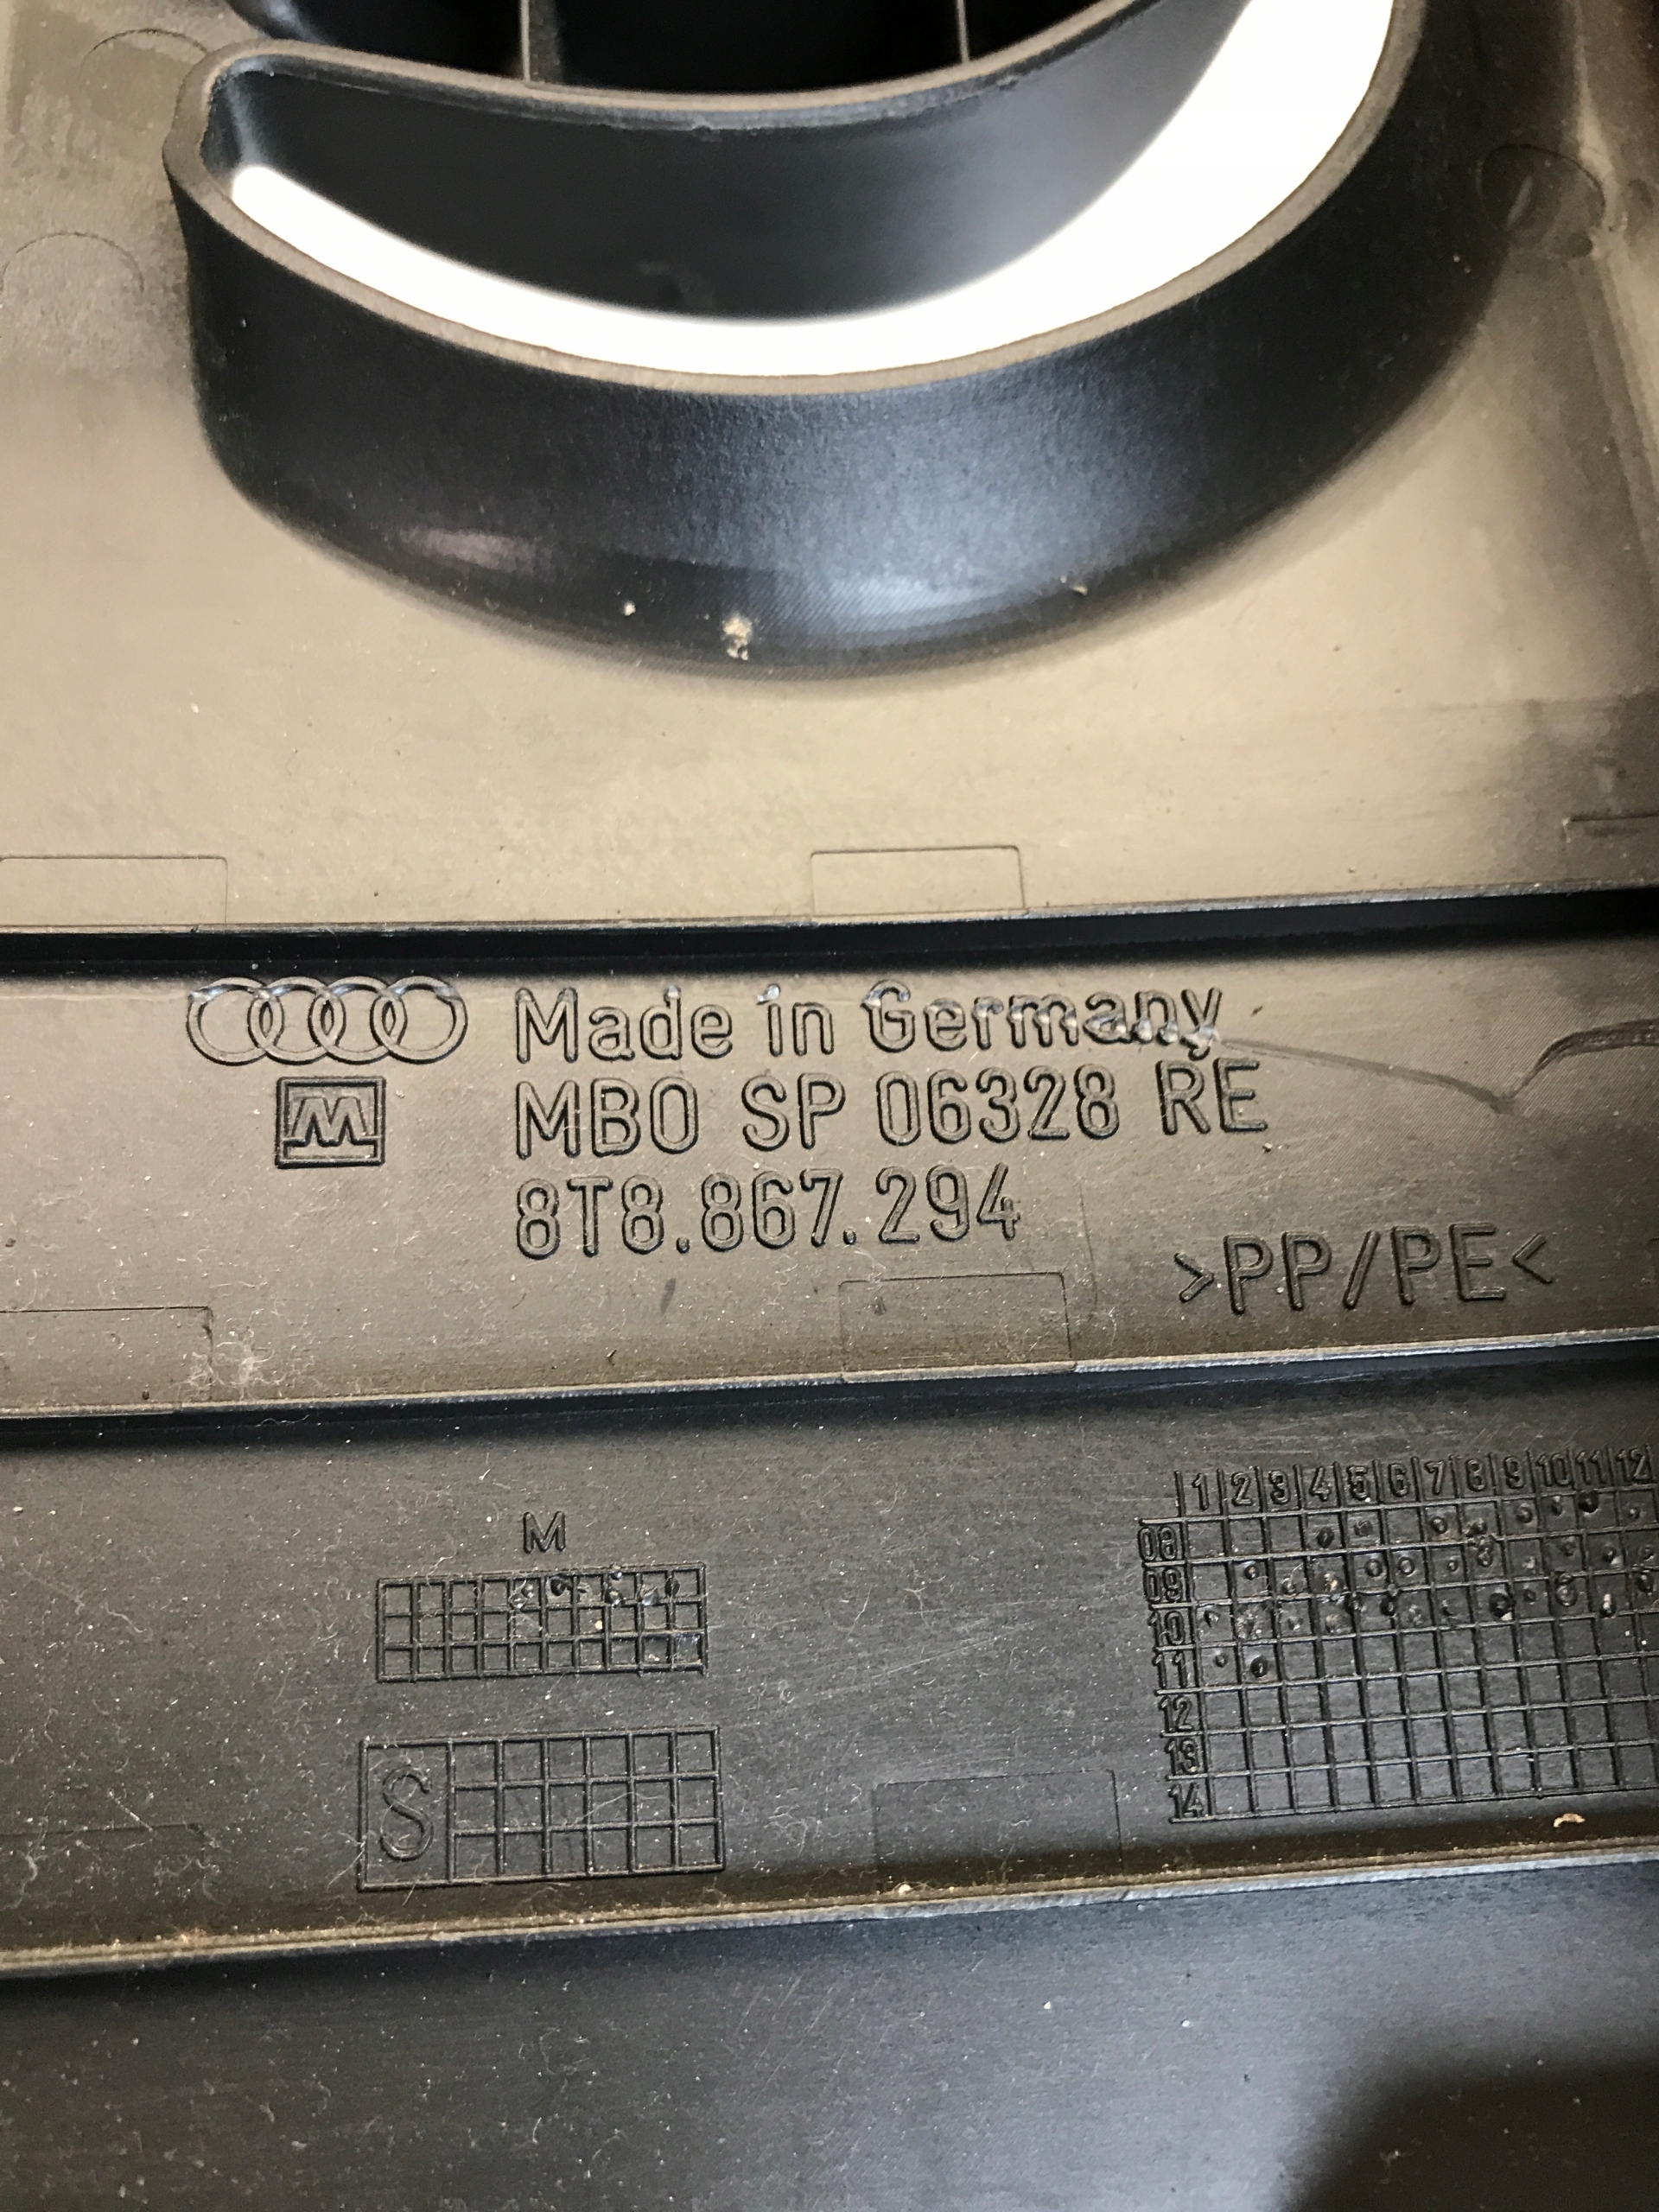 Made in Germany
MBO SP 06328 RE
8T8.867.294
>PP/PE<
M
1 2 3 4 5 6 7 8 9 10 11 12
08
09
10
11
12
13
14
S